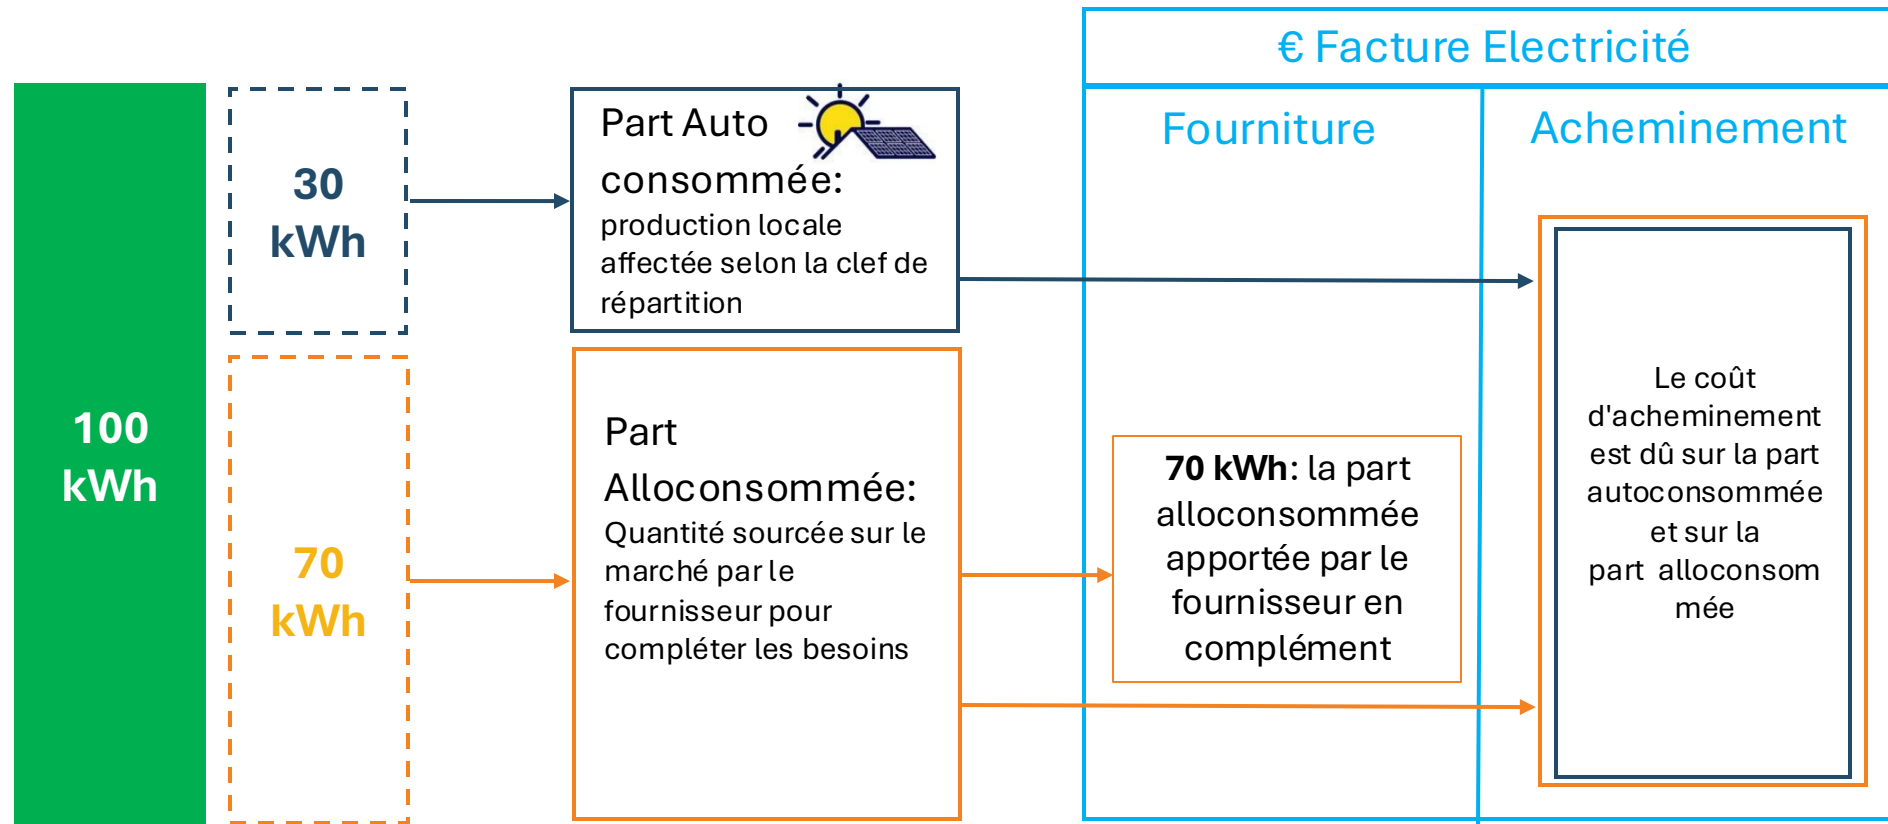 € Facture Electricité
Fourniture
Acheminement
100
kWh
30
kWh
Part Auto
consommée:
production locale
affectée selon la clef de
répartition
70
kWh
Part
Alloconsommée:
Quantité sourcée sur le
marché par le
fournisseur pour
compléter les besoins
70 kWh: la part
alloconsommée
apportée par le
fournisseur en
complément
Le coût
d'acheminement
est dû sur la part
autoconsommée
et sur la
part alloconsom
mée